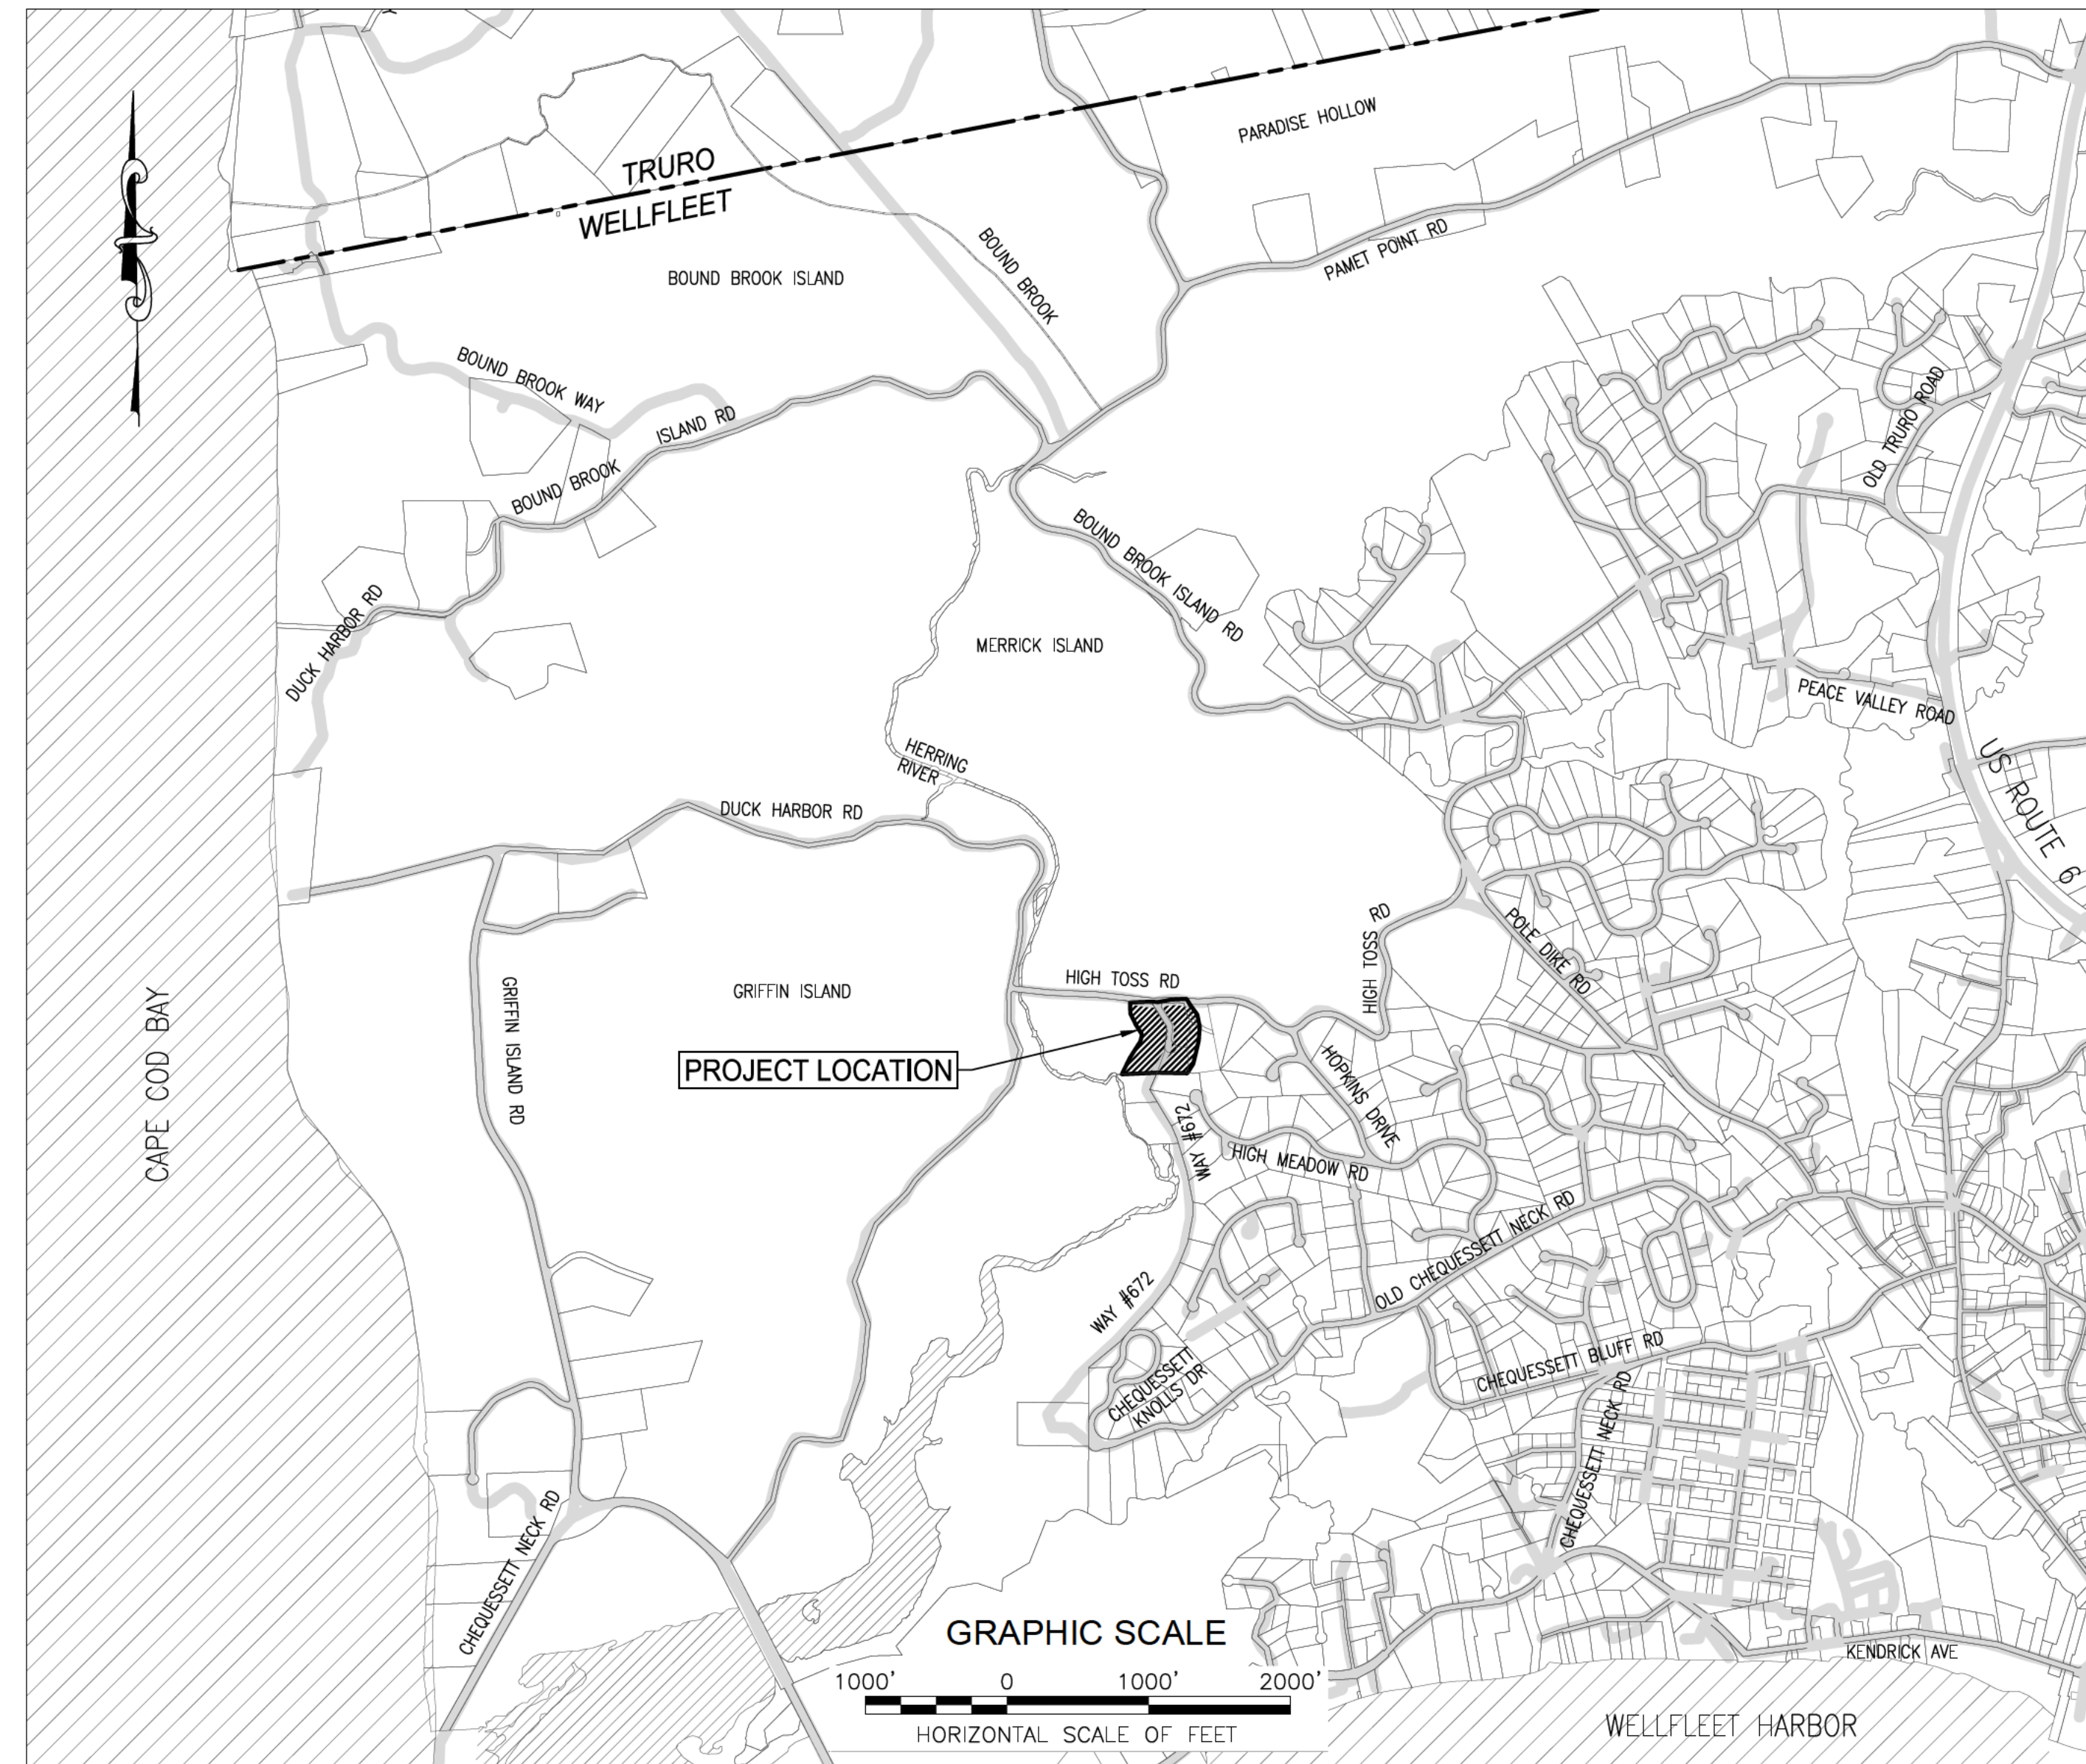 PARADISE HOLLOW
TRURO
WELLFLEET
BOUND BROOK
BOUND BROOK ISLAND
PAMET POINT RD
BOUND BROOK WAY
ISLAND RD
BOUND BROOK
OLD TRURO ROAD
BOUND BROOK ISLAND RD
DUCK HARBOR RD
MERRICK ISLAND
PEACE VALLEY ROAD
US ROUTE 6
HERRING
RIVER
DUCK HARBOR RD
HIGH TOSS RD
POLE DIKE RD
HIGH TOSS RD
GRIFFIN ISLAND
GRIFFIN ISLAND RD
CAPE COD BAY
PROJECT LOCATION
HOPKINS DRIVE
WAY #672
HIGH MEADOW RD
OLD CHEQUESSETT NECK RD
WAY #672
CHEQUESSETT
KNOLLS DR
CHEQUESSETT BLUFF RD
CHEQUESSETT NECK RD
CHEQUESSETT NECK RD
GRAPHIC SCALE
KENDRICK AVE
1000' 0 1000' 2000'
HORIZONTAL SCALE OF FEET
WELLFLEET HARBOR